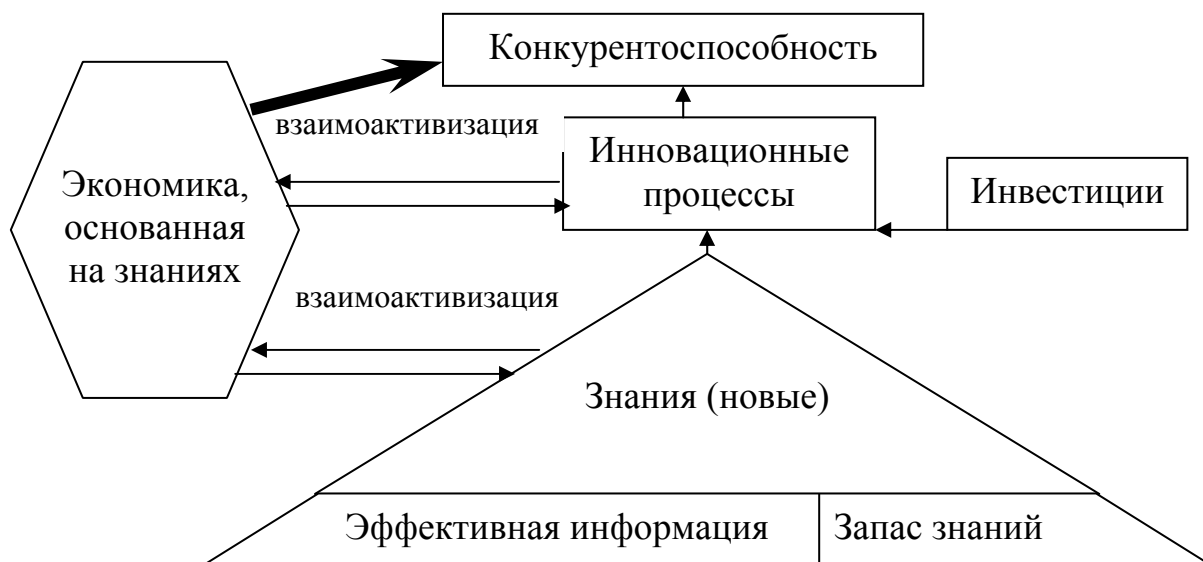 Конкурентоспособность
взаимоактивизация
Инновационные
процессы
Инвестиции
Экономика,
основанная
на знаниях
взаимоактивизация
Знания (новые)
Эффективная информация
Запас знаний